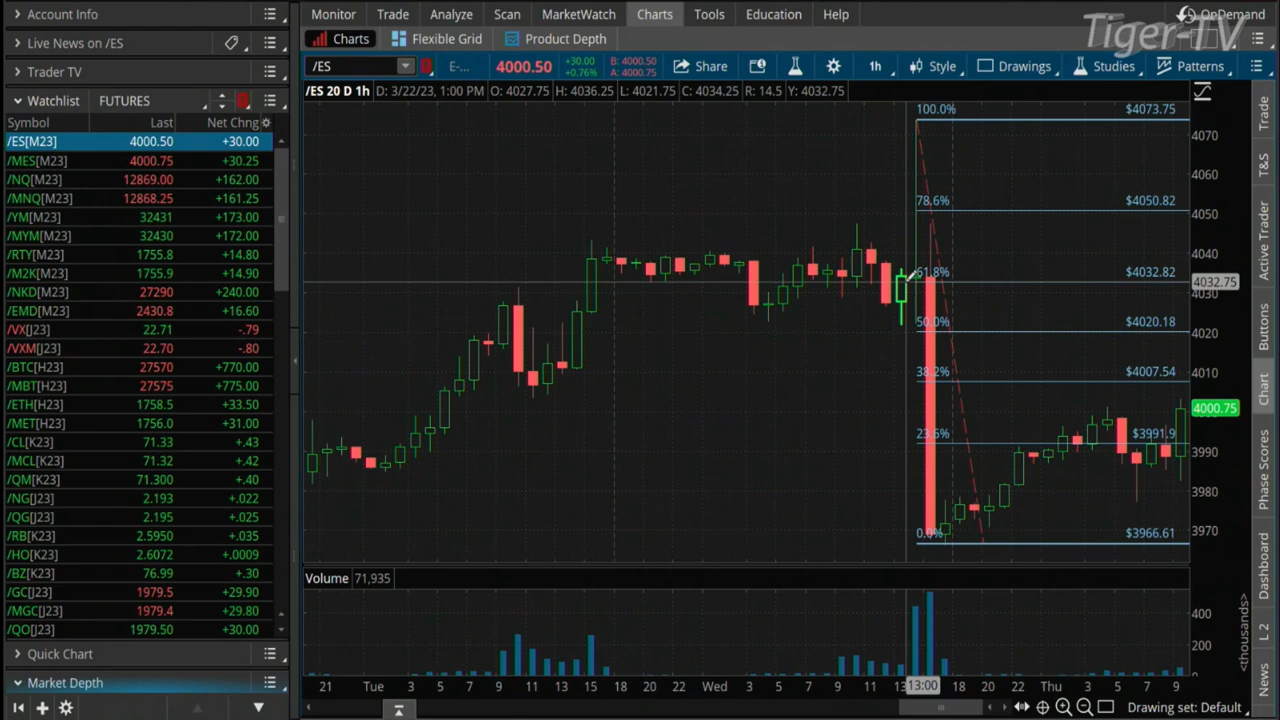 Account Info
Monitor Trade Analyze Scan MarketWatch Charts Tools Education Help
OnDemand
Tiger-TV
Live News on /ES
Charts Flexible Grid Product Depth
Trader TV
/ES E-... 4000.50 +30.00 +0.76% B: 4000.50 A: 4000.75 Share 1h Style Drawings Studies Patterns
Watchlist FUTURES
/ES 20 D 1h D: 3/22/23, 1:00 PM O: 4027.75 H: 4036.25 L: 4021.75 C: 4034.25 R: 14.5 Y: 4032.75
Symbol Last Net Chng
/ES[M23] 4000.50 +30.00
/MES[M23] 4000.75 +30.25
/NQ[M23] 12869.00 +162.00
/MNQ[M23] 12868.25 +161.25
/YM[M23] 32431 +173.00
/MYM[M23] 32430 +172.00
/RTY[M23] 1755.8 +14.80
/M2K[M23] 1755.9 +14.90
/NKD[M23] 27290 +240.00
/EMD[M23] 2430.8 +16.60
/VX[J23] 22.71 -.79
/VXM[J23] 22.70 -.80
/BTC[H23] 27570 +770.00
/MBT[H23] 27575 +775.00
/ETH[H23] 1758.5 +33.50
/MET[H23] 1756.0 +31.00
/CL[K23] 71.33 +.43
/MCL[K23] 71.32 +.42
/QM[K23] 71.300 +.40
/NG[J23] 2.193 +.022
/QG[J23] 2.195 +.025
/RB[K23] 2.5950 +.035
/HO[K23] 2.6072 +.0009
/BZ[K23] 76.99 +.30
/GC[J23] 1979.5 +29.90
/MGC[J23] 1979.4 +29.80
/QO[J23] 1979.50 +30.00
Quick Chart
Market Depth
100.0% $4073.75
78.6% $4050.82
61.8% $4032.82
50.0% $4020.18
38.2% $4007.54
23.6% $3991.9
0.0% $3966.61
4070
4060
4050
4040
4032.75
4030
4020
4010
4000.75
3990
3980
3970
Volume 71,935
400
200
<thousands>
21 Tue 3 5 7 9 11 13 15 18 20 22 Wed 3 5 7 9 11 13 13:00 18 20 22 Thu 3 5 7 9
Drawing set: Default
Trade
T&S
Active Trader
Buttons
Chart
Phase Scores
Dashboard
L 2
News